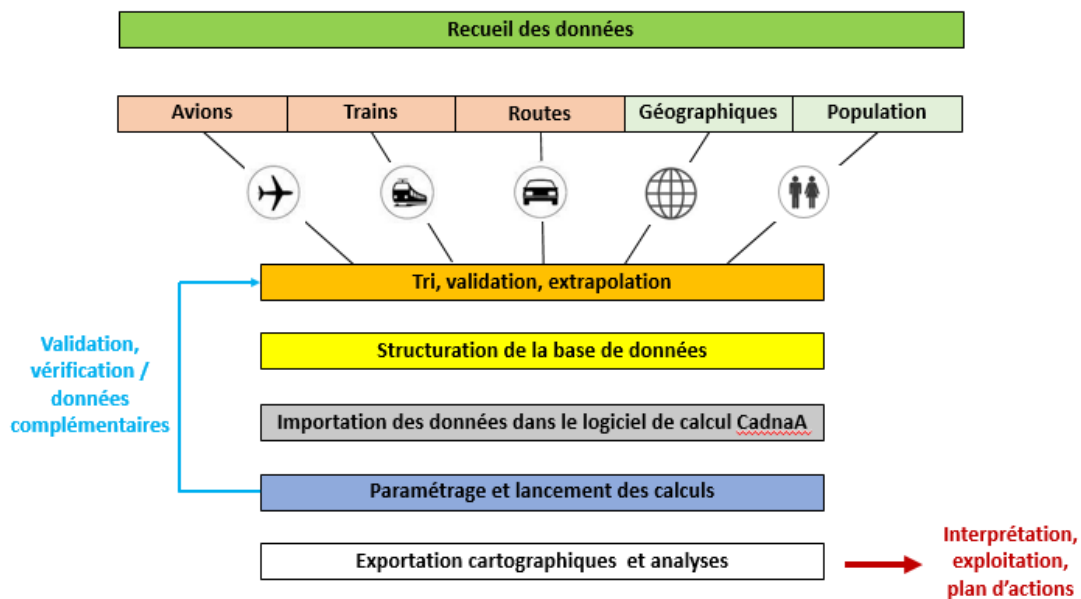 Recueil des données
Avions
Trains
Routes
Géographiques
Population
Tri, validation, extrapolation
Structuration de la base de données
Importation des données dans le logiciel de calcul CadnaA
Paramétrage et lancement des calculs
Exportation cartographiques et analyses
Validation,
vérification /
données
complémentaires
Interprétation,
exploitation,
plan d'actions